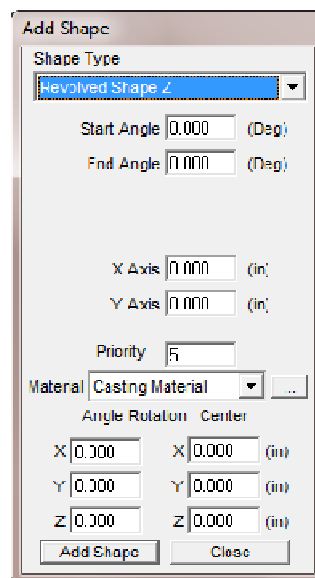 Add Shape
Shape Type
Revolved Shape Z
Start Angle 0.000 (Deg)
End Angle 0.000 (Deg)
X Axis 0.000 (in)
Y Axis 0.000 (in)
Priority 5
Material Casting Material ...
Angle Rotation Center
X 0.000 X 0.000 (in)
Y 0.000 Y 0.000 (in)
Z 0.000 Z 0.000 (in)
Add Shape Close